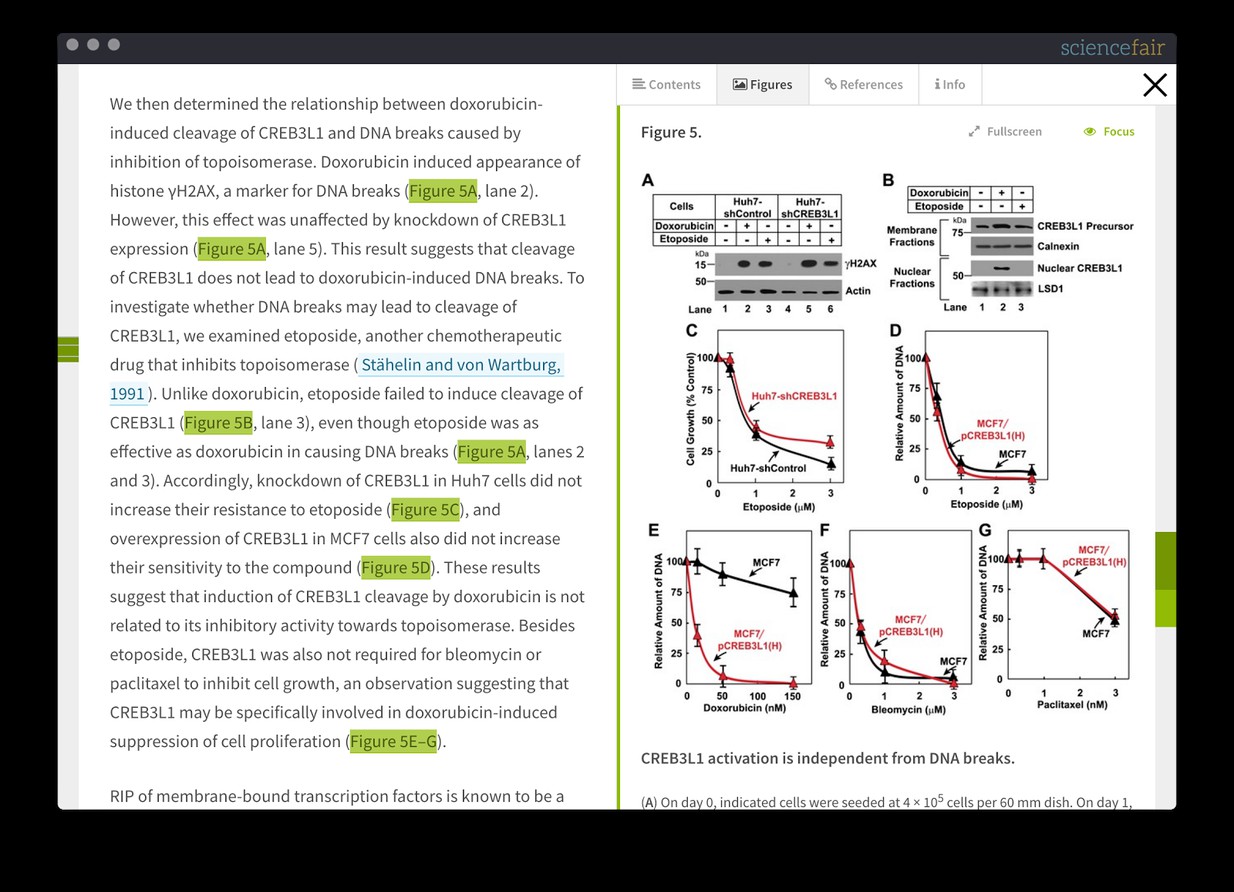 sciencefair
We then determined the relationship between doxorubicin-
induced cleavage of CREB3L1 and DNA breaks caused by
inhibition of topoisomerase. Doxorubicin induced appearance of
histone γH2AX, a marker for DNA breaks (Figure 5A, lane 2).
However, this effect was unaffected by knockdown of CREB3L1
expression (Figure 5A, lane 5). This result suggests that cleavage
of CREB3L1 does not lead to doxorubicin-induced DNA breaks. To
investigate whether DNA breaks may lead to cleavage of
CREB3L1, we examined etoposide, another chemotherapeutic
drug that inhibits topoisomerase ( Stähelin and von Wartburg,
1991 ). Unlike doxorubicin, etoposide failed to induce cleavage of
CREB3L1 (Figure 5B, lane 3), even though etoposide was as
effective as doxorubicin in causing DNA breaks (Figure 5A, lanes 2
and 3). Accordingly, knockdown of CREB3L1 in Huh7 cells did not
increase their resistance to etoposide (Figure 5C), and
overexpression of CREB3L1 in MCF7 cells also did not increase
their sensitivity to the compound (Figure 5D). These results
suggest that induction of CREB3L1 cleavage by doxorubicin is not
related to its inhibitory activity towards topoisomerase. Besides
etoposide, CREB3L1 was also not required for bleomycin or
paclitaxel to inhibit cell growth, an observation suggesting that
CREB3L1 may be specifically involved in doxorubicin-induced
suppression of cell proliferation (Figure 5E–G).
RIP of membrane-bound transcription factors is known to be a
Contents Figures References Info
Figure 5. Fullscreen Focus
A
Cells Huh7-shControl Huh7-shCREB3L1
Doxorubicin - + - - + -
Etoposide - - + - - +
kDa
15 γH2AX
50 Actin
Lane 1 2 3 4 5 6
B
Doxorubicin - + -
Etoposide - - +
kDa
Membrane Fractions 75 CREB3L1 Precursor
Calnexin
Nuclear Fractions 50 Nuclear CREB3L1
LSD1
Lane 1 2 3
C
Cell Growth (% Control)
100
75
50
25
0
Huh7-shCREB3L1
Huh7-shControl
0 1 2 3
Etoposide (μM)
D
Relative Amount of DNA
100
75
50
25
0
MCF7/
pCREB3L1(H)
MCF7
0 1 2 3
Etoposide (μM)
E
Relative Amount of DNA
100
75
50
25
0
MCF7
MCF7/
pCREB3L1(H)
0 50 100 150
Doxorubicin (nM)
F
Relative Amount of DNA
100
75
50
25
0
MCF7/
pCREB3L1(H)
MCF7
0 1 2 3
Bleomycin (μM)
G
Relative Amount of DNA
100
75
50
25
0
MCF7/
pCREB3L1(H)
MCF7
0 1 2 3
Paclitaxel (nM)
CREB3L1 activation is independent from DNA breaks.
(A) On day 0, indicated cells were seeded at 4 × 10⁵ cells per 60 mm dish. On day 1,